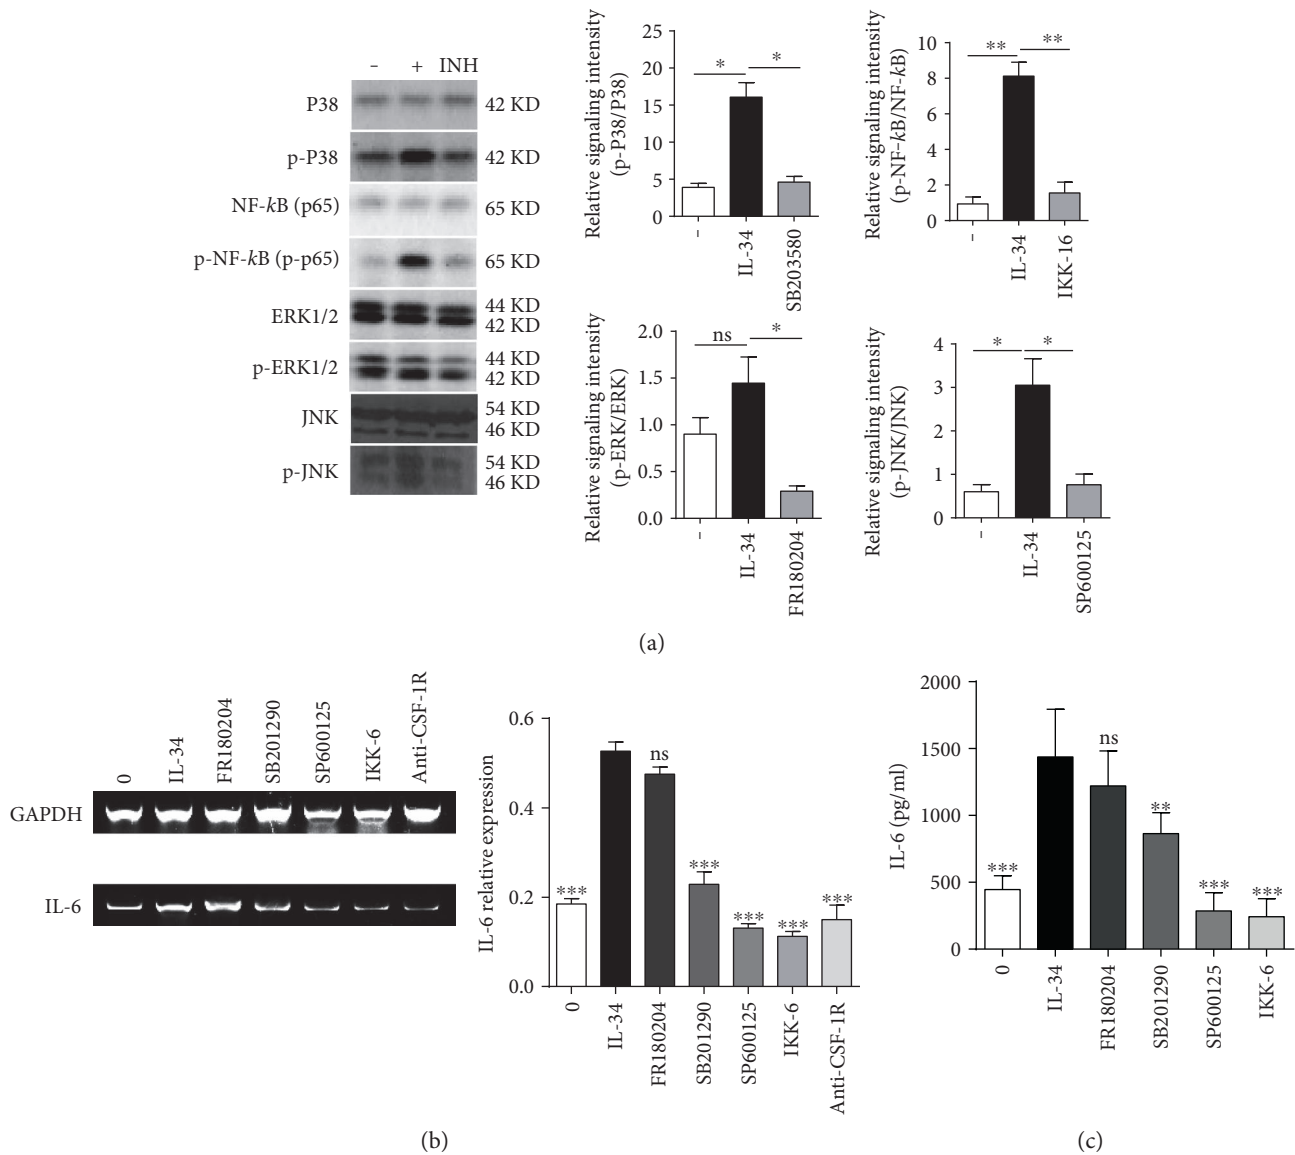 - + INH
P38 42 KD
p-P38 42 KD
NF-kB (p65) 65 KD
p-NF-kB (p-p65) 65 KD
ERK1/2 44 KD
42 KD
p-ERK1/2 44 KD
42 KD
JNK 54 KD
46 KD
p-JNK 54 KD
46 KD
Relative signaling intensity
(p-P38/P38)
25
20
15
10
5
0
* *
- IL-34 SB203580
Relative signaling intensity
(p-NF-kB/NF-kB)
10
8
6
4
2
0
** **
- IL-34 IKK-16
Relative signaling intensity
(p-ERK/ERK)
2.0
1.5
1.0
0.5
0.0
ns *
- IL-34 FR180204
Relative signaling intensity
(p-JNK/JNK)
4
3
2
1
0
* *
- IL-34 SP600125
(a)
0 IL-34 FR180204 SB201290 SP600125 IKK-6 Anti-CSF-1R
GAPDH
IL-6
IL-6 relative expression
0.6
0.4
0.2
0.0
*** ns *** *** *** ***
0 IL-34 FR180204 SB201290 SP600125 IKK-6 Anti-CSF-1R
(b)
IL-6 (pg/ml)
2000
1500
1000
500
0
*** ns ** *** ***
0 IL-34 FR180204 SB201290 SP600125 IKK-6
(c)